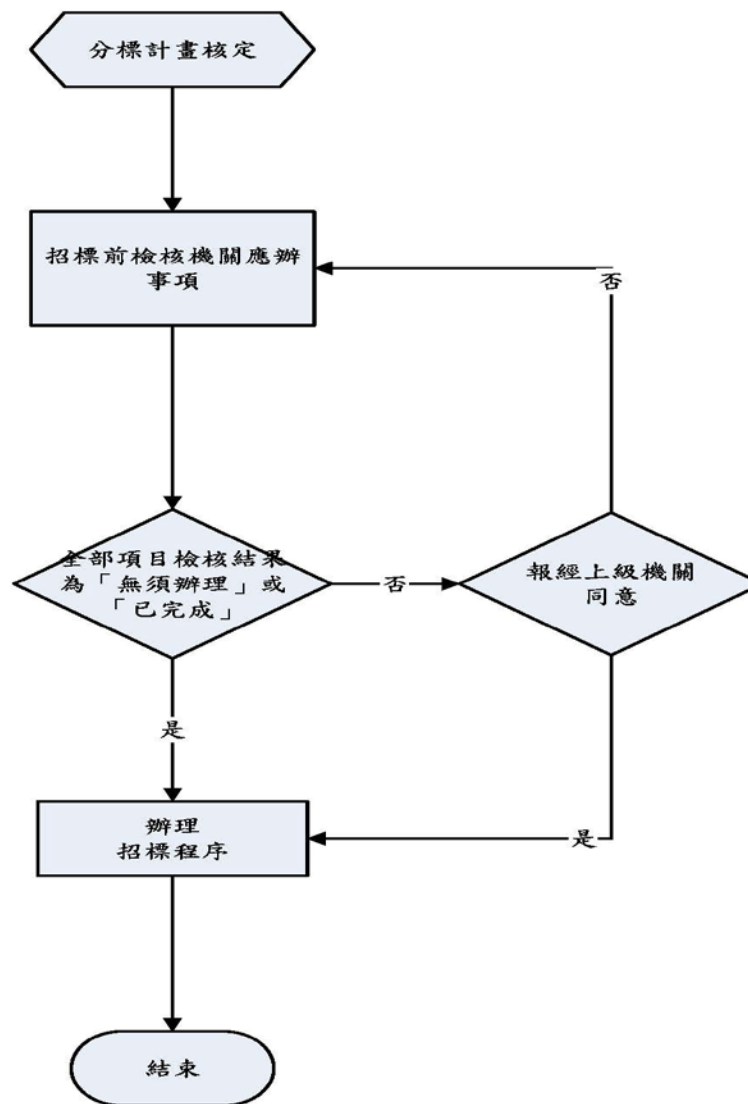 分標計畫核定
招標前檢核機關應辦
事項
否
全部項目檢核結果
為「無須辦理」或
「已完成」
否
報經上級機關
同意
是
辦理
招標程序
是
結束